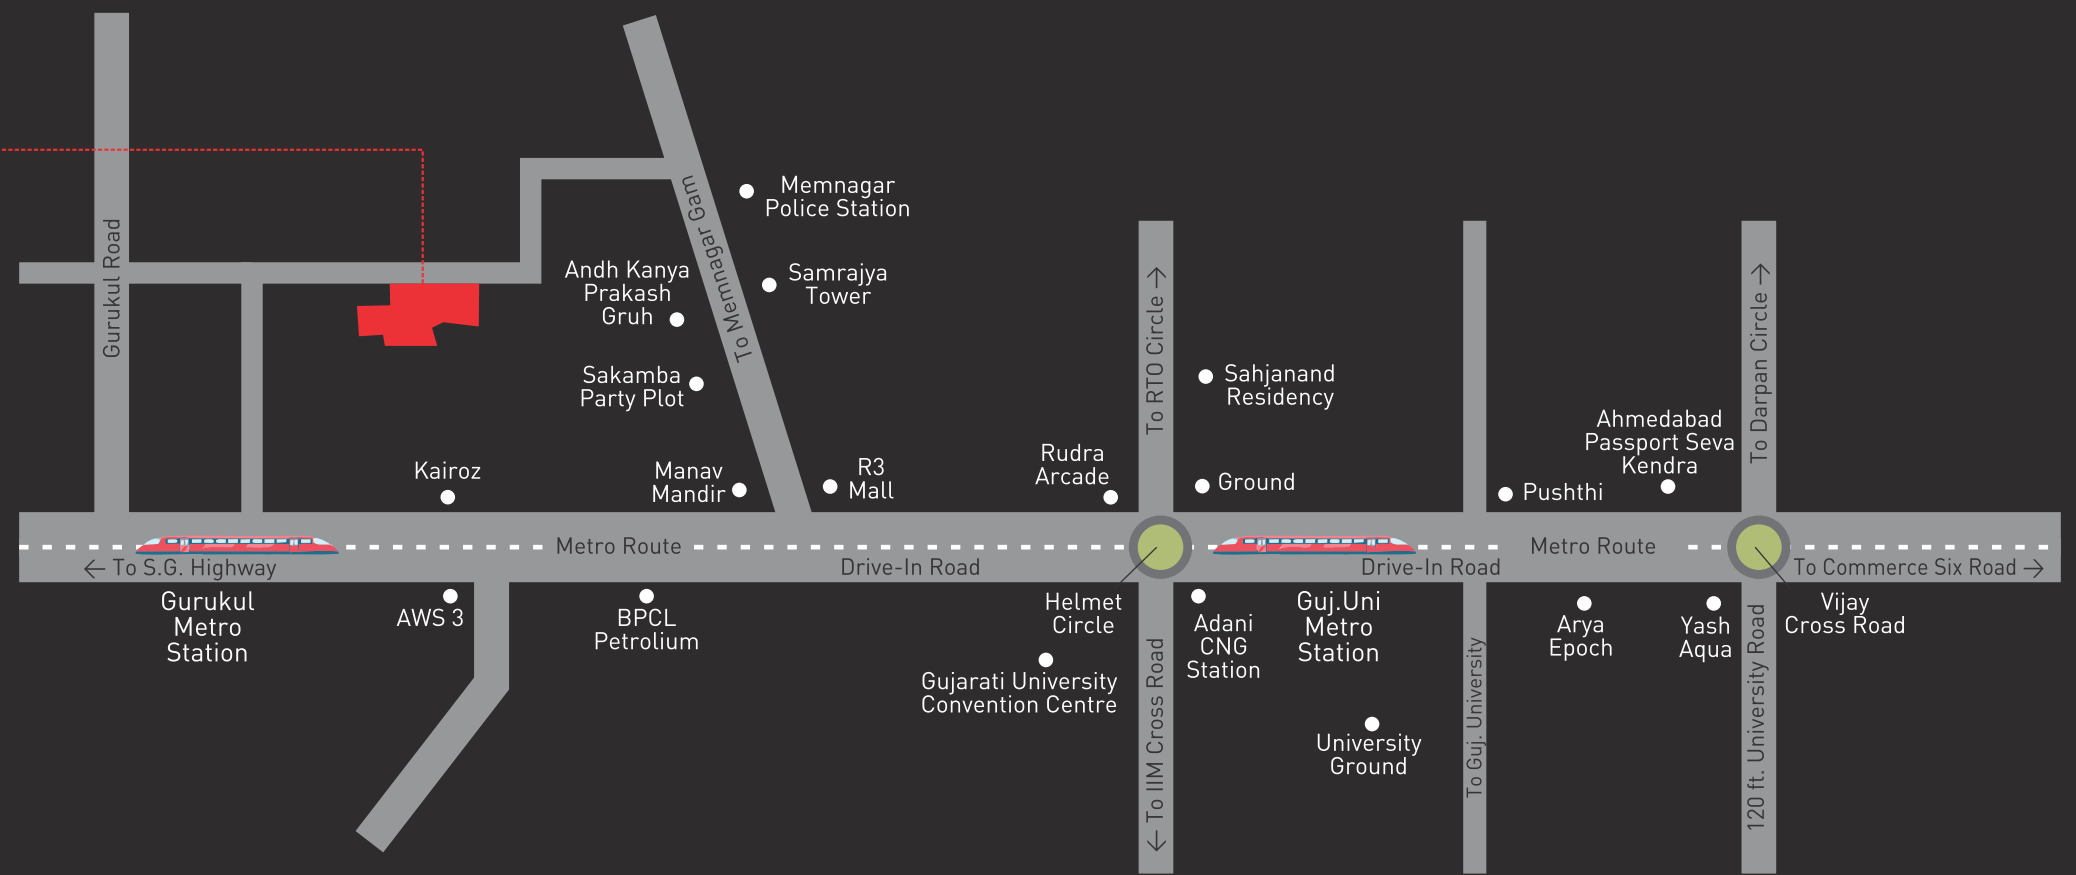 Gurukul Road
To Memnagar Gam
Memnagar
Police Station
Andh Kanya
Prakash
Gruh
Samrajya
Tower
Sakamba
Party Plot
Kairoz
Manav
Mandir
R3
Mall
Rudra
Arcade
To RTO Circle
Sahjanand
Residency
Ground
Pushthi
Ahmedabad
Passport Seva
Kendra
To Darpan Circle
Metro Route
Metro Route
To S.G. Highway
Drive-In Road
Drive-In Road
To Commerce Six Road
Gurukul
Metro
Station
AWS 3
BPCL
Petrolium
Gujarati University
Convention Centre
Helmet
Circle
To IIM Cross Road
Adani
CNG
Station
Guj.Uni
Metro
Station
University
Ground
To Guj. University
Arya
Epoch
Yash
Aqua
120 ft. University Road
Vijay
Cross Road